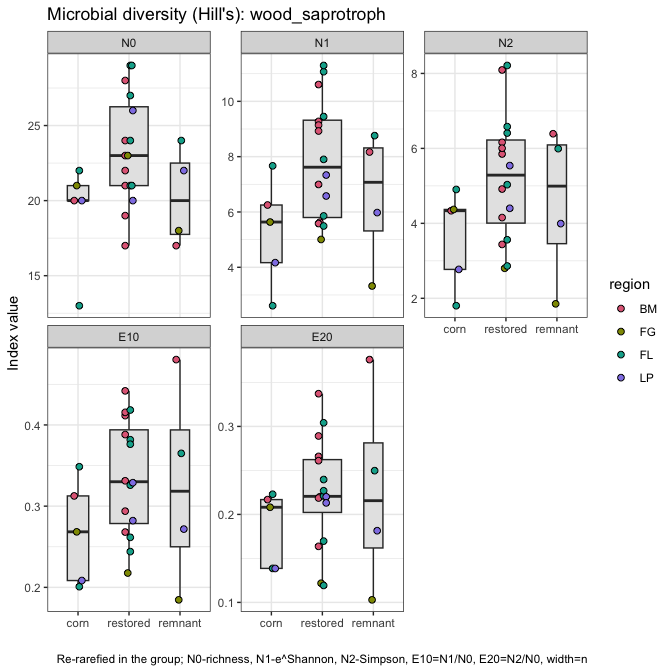 Microbial diversity (Hill's): wood_saprotroph
N0
N1
N2
25
20
15
10
8
6
4
8
6
4
2
corn restored remnant
Index value
region
BM
FG
FL
LP
E10
E20
0.4
0.3
0.2
0.3
0.2
0.1
corn restored remnant
corn restored remnant
Re-rarefied in the group; N0-richness, N1-e^Shannon, N2-Simpson, E10=N1/N0, E20=N2/N0, width=n